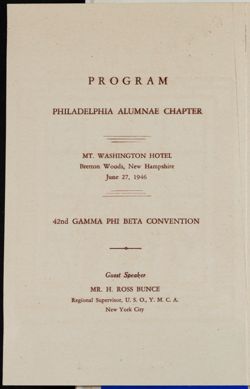 PROGRAM
PHILADELPHIA ALUMNAE CHAPTER
MT. WASHINGTON HOTEL
Bretton Woods, New Hampshire
June 27, 1946
42nd GAMMA PHI BETA CONVENTION
Guest Speaker
MR. H. ROSS BUNCE
Regional Supervisor, U. S. O., Y. M. C. A.
New York City